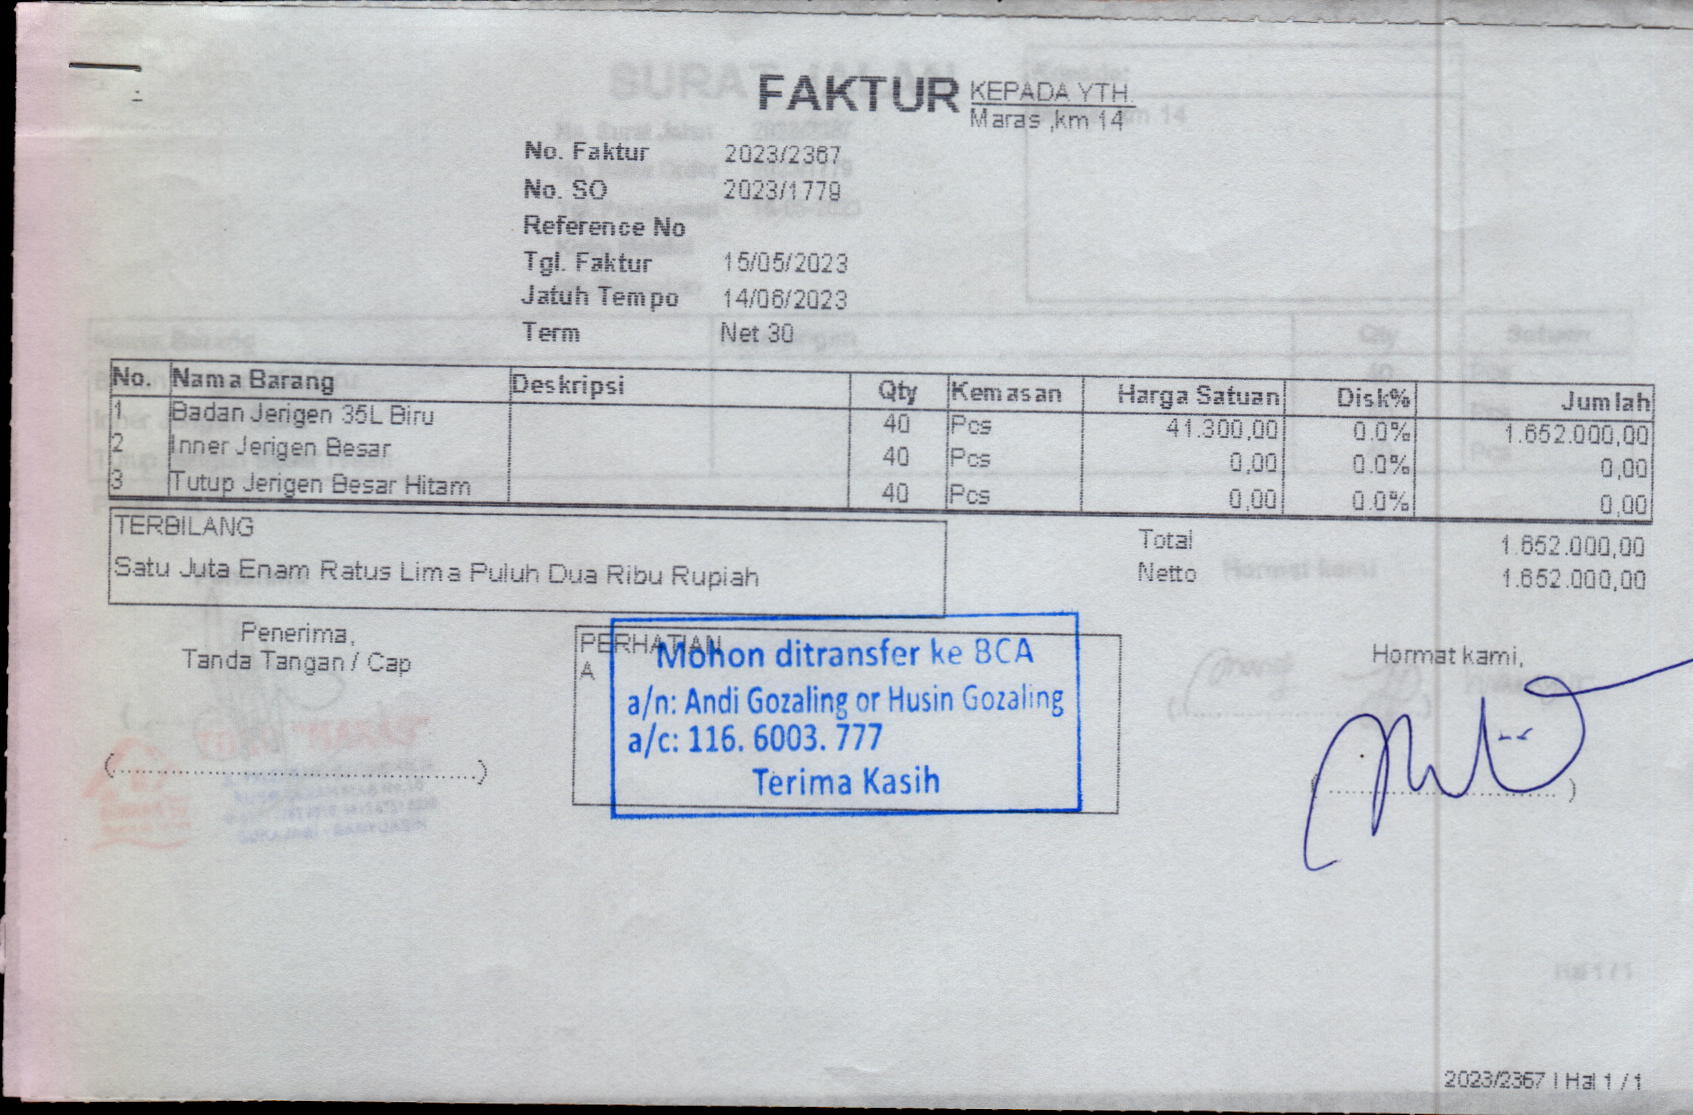 FAKTUR
KEPADA YTH.
Maras ,km 14
No. Faktur 2023/2367
No. SO 2023/1779
Reference No
Tgl. Faktur 15/05/2023
Jatuh Tempo 14/06/2023
Term Net 30
No. Nama Barang Deskripsi Qty Kemasan Harga Satuan Disk% Jumlah
1 Badan Jerigen 35L Biru 40 Pcs 41.300,00 0.0% 1.652.000,00
2 Inner Jerigen Besar 40 Pcs 0,00 0.0% 0,00
3 Tutup Jerigen Besar Hitam 40 Pcs 0,00 0.0% 0,00
TERBILANG
Satu Juta Enam Ratus Lima Puluh Dua Ribu Rupiah
Total 1.652.000,00
Netto 1.652.000,00
Penerima,
Tanda Tangan / Cap
(..............................)
PERHATIAN
A
Mohon ditransfer ke BCA
a/n: Andi Gozaling or Husin Gozaling
a/c: 116. 6003. 777
Terima Kasih
Hormat kami,
(..............................)
2023/2367 | Hal 1 / 1